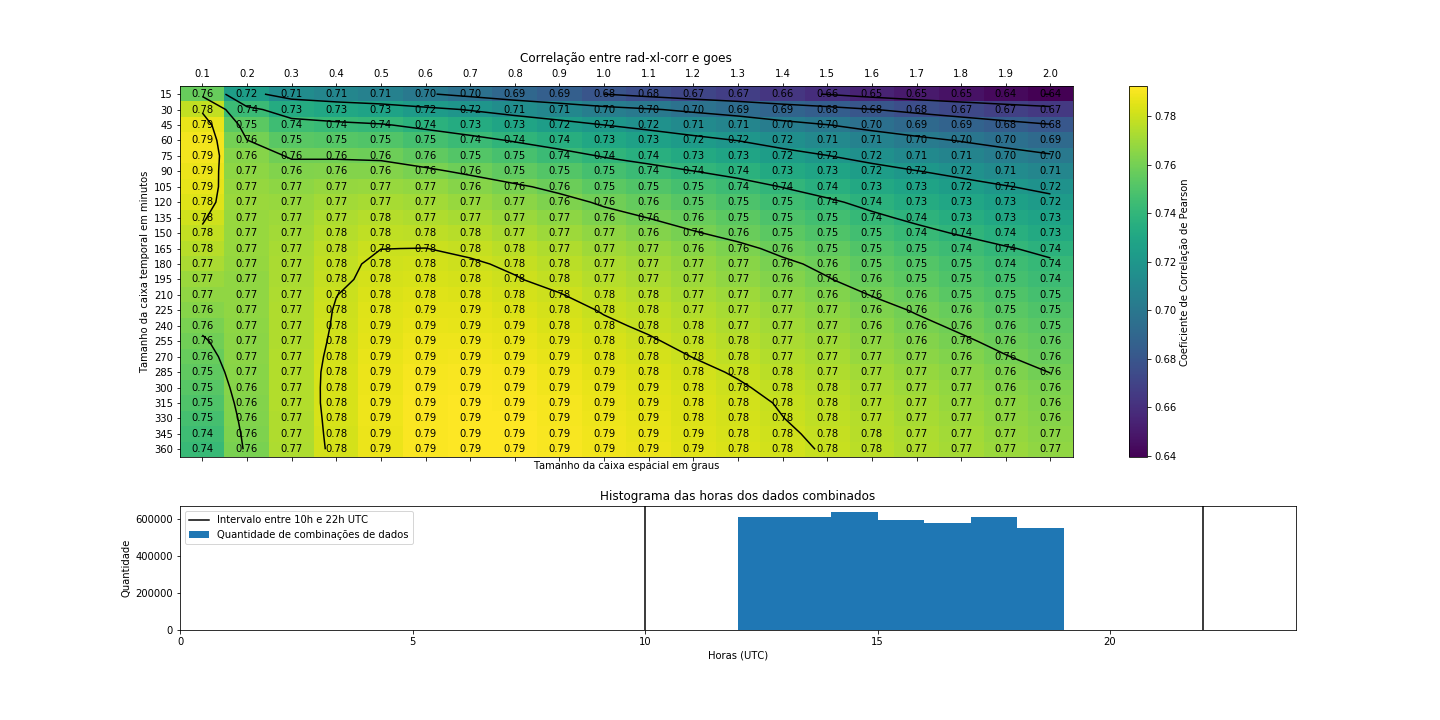 Correlação entre rad-xl-corr e goes
0.1 0.2 0.3 0.4 0.5 0.6 0.7 0.8 0.9 1.0 1.1 1.2 1.3 1.4 1.5 1.6 1.7 1.8 1.9 2.0
15 0.76 0.72 0.71 0.71 0.71 0.70 0.70 0.69 0.69 0.68 0.68 0.67 0.67 0.66 0.66 0.65 0.65 0.65 0.64 0.64
30 0.78 0.74 0.73 0.73 0.73 0.72 0.72 0.71 0.71 0.70 0.70 0.70 0.69 0.69 0.68 0.68 0.68 0.67 0.67 0.67
45 0.79 0.75 0.74 0.74 0.74 0.74 0.73 0.73 0.72 0.72 0.72 0.71 0.71 0.70 0.70 0.70 0.69 0.69 0.68 0.68
60 0.79 0.76 0.75 0.75 0.75 0.75 0.74 0.74 0.74 0.73 0.73 0.72 0.72 0.72 0.71 0.71 0.70 0.70 0.70 0.69
75 0.79 0.76 0.76 0.76 0.76 0.75 0.75 0.75 0.74 0.74 0.74 0.73 0.73 0.72 0.72 0.72 0.71 0.71 0.70 0.70
90 0.79 0.77 0.76 0.76 0.76 0.76 0.76 0.75 0.75 0.75 0.74 0.74 0.74 0.73 0.73 0.72 0.72 0.72 0.71 0.71
105 0.79 0.77 0.77 0.77 0.77 0.77 0.76 0.76 0.76 0.75 0.75 0.75 0.74 0.74 0.74 0.73 0.73 0.72 0.72 0.72
120 0.78 0.77 0.77 0.77 0.77 0.77 0.77 0.77 0.76 0.76 0.76 0.75 0.75 0.75 0.74 0.74 0.73 0.73 0.73 0.72
135 0.78 0.77 0.77 0.77 0.78 0.77 0.77 0.77 0.77 0.76 0.76 0.76 0.75 0.75 0.75 0.74 0.74 0.73 0.73 0.73
150 0.78 0.77 0.77 0.77 0.78 0.78 0.78 0.77 0.77 0.77 0.76 0.76 0.76 0.75 0.75 0.75 0.74 0.74 0.74 0.73
165 0.78 0.77 0.77 0.78 0.78 0.78 0.78 0.78 0.77 0.77 0.77 0.76 0.76 0.76 0.75 0.75 0.75 0.74 0.74 0.74
180 0.77 0.77 0.77 0.78 0.78 0.78 0.78 0.78 0.78 0.77 0.77 0.77 0.76 0.76 0.76 0.75 0.75 0.75 0.74 0.74
195 0.77 0.77 0.77 0.78 0.78 0.78 0.78 0.78 0.78 0.78 0.77 0.77 0.77 0.76 0.76 0.76 0.75 0.75 0.75 0.74
210 0.77 0.77 0.77 0.78 0.78 0.78 0.78 0.78 0.78 0.78 0.78 0.77 0.77 0.77 0.76 0.76 0.76 0.75 0.75 0.75
225 0.76 0.77 0.77 0.78 0.79 0.79 0.79 0.78 0.78 0.78 0.78 0.77 0.77 0.77 0.77 0.76 0.76 0.76 0.75 0.75
240 0.76 0.77 0.77 0.78 0.79 0.79 0.79 0.79 0.78 0.78 0.78 0.78 0.77 0.77 0.77 0.76 0.76 0.76 0.76 0.75
255 0.76 0.77 0.77 0.78 0.79 0.79 0.79 0.79 0.79 0.78 0.78 0.78 0.78 0.77 0.77 0.77 0.76 0.76 0.76 0.76
270 0.76 0.77 0.77 0.78 0.79 0.79 0.79 0.79 0.79 0.78 0.78 0.78 0.78 0.77 0.77 0.77 0.77 0.76 0.76 0.76
285 0.75 0.77 0.77 0.78 0.79 0.79 0.79 0.79 0.79 0.79 0.78 0.78 0.78 0.78 0.77 0.77 0.77 0.76 0.76 0.76
300 0.75 0.76 0.77 0.78 0.79 0.79 0.79 0.79 0.79 0.79 0.78 0.78 0.78 0.78 0.78 0.77 0.77 0.77 0.76 0.76
315 0.75 0.76 0.77 0.78 0.79 0.79 0.79 0.79 0.79 0.79 0.79 0.78 0.78 0.78 0.78 0.77 0.77 0.77 0.77 0.76
330 0.75 0.76 0.77 0.78 0.79 0.79 0.79 0.79 0.79 0.79 0.79 0.78 0.78 0.78 0.78 0.77 0.77 0.77 0.77 0.76
345 0.74 0.76 0.77 0.78 0.79 0.79 0.79 0.79 0.79 0.79 0.79 0.79 0.78 0.78 0.78 0.78 0.77 0.77 0.77 0.77
360 0.74 0.76 0.77 0.78 0.79 0.79 0.79 0.79 0.79 0.79 0.79 0.79 0.78 0.78 0.78 0.78 0.77 0.77 0.77 0.77
Tamanho da caixa temporal em minutos
Tamanho da caixa espacial em graus
0.78
0.76
0.74
0.72
0.70
0.68
0.66
0.64
Coeficiente de Correlação de Pearson
Histograma das horas dos dados combinados
Intervalo entre 10h e 22h UTC
Quantidade de combinações de dados
600000
400000
200000
0
Quantidade
0 5 10 15 20
Horas (UTC)